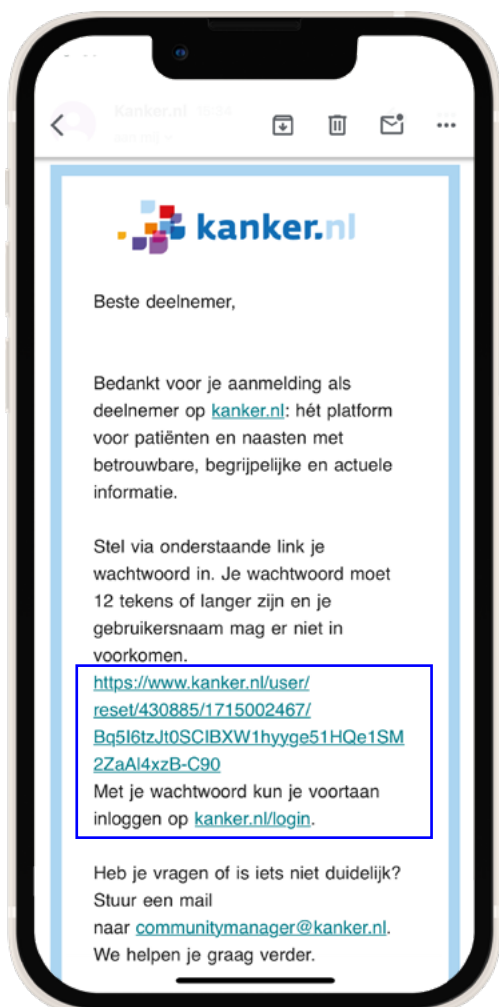 Kanker.nl
kanker.nl
Beste deelnemer,
Bedankt voor je aanmelding als
deelnemer op kanker.nl: hét platform
voor patiënten en naasten met
betrouwbare, begrijpelijke en actuele
informatie.
Stel via onderstaande link je
wachtwoord in. Je wachtwoord moet
12 tekens of langer zijn en je
gebruikersnaam mag er niet in
voorkomen.
https://www.kanker.nl/user/
reset/430885/1715002467/
Bq5I6tzJt0SCIBXW1hyyge51HQe1SM
2ZaAl4xzB-C90
Met je wachtwoord kun je voortaan
inloggen op kanker.nl/login.
Heb je vragen of is iets niet duidelijk?
Stuur een mail
naar communitymanager@kanker.nl.
We helpen je graag verder.